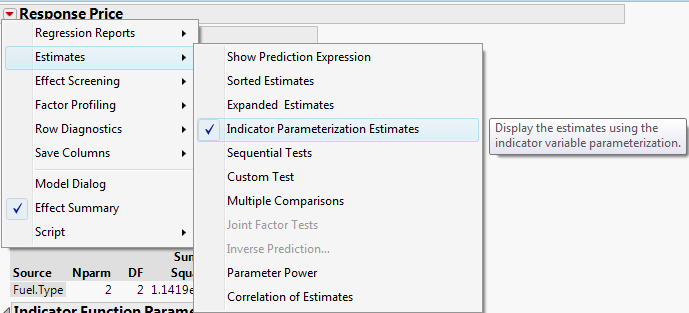 Response Price
Regression Reports
Estimates
Effect Screening
Factor Profiling
Row Diagnostics
Save Columns
Model Dialog
Effect Summary
Script
Show Prediction Expression
Sorted Estimates
Expanded Estimates
Indicator Parameterization Estimates
Sequential Tests
Custom Test
Multiple Comparisons
Joint Factor Tests
Inverse Prediction...
Parameter Power
Correlation of Estimates
Display the estimates using the
indicator variable parameterization.
Source Nparm DF
Fuel.Type 2 2 1.1419e
Indicator Function